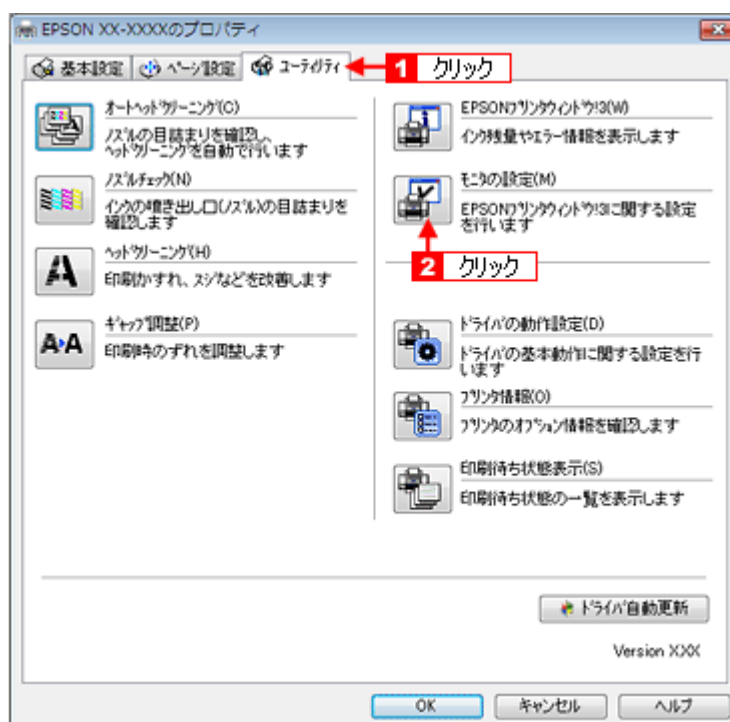 EPSON XX-XXXXのプロパティ
基本設定
ページ設定
ユーティリティ
1 クリック
オートヘッドクリーニング(C)
ノズルの目詰まりを確認し、
ヘッドクリーニングを自動で行います
ノズルチェック(N)
インクの噴き出し口(ノズル)の目詰まりを
確認します
ヘッドクリーニング(H)
印刷かすれ、スジなどを改善します
ギャップ調整(P)
印刷時のずれを調整します
EPSONプリンタウィンドウ!3(W)
インク残量やエラー情報を表示します
モニタの設定(M)
EPSONプリンタウィンドウ!3に関する設定
を行います
2 クリック
ドライバの動作設定(D)
ドライバの基本動作に関する設定を行
います
プリンタ情報(O)
プリンタのオプション情報を確認します
印刷待ち状態表示(S)
印刷待ち状態の一覧を表示します
ドライバ自動更新
Version X.XX
OK
キャンセル
ヘルプ